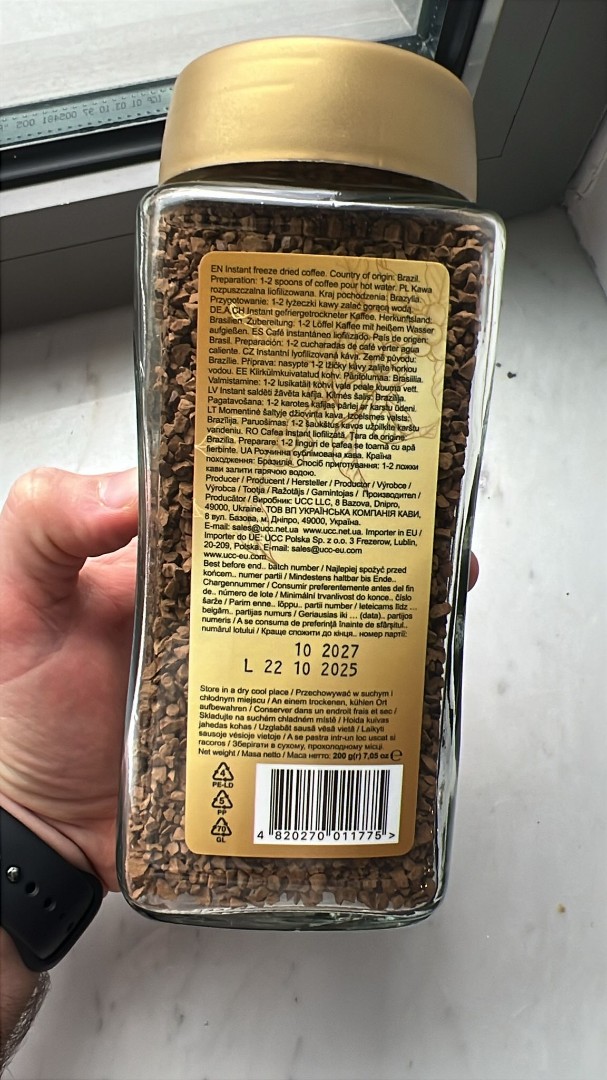 EN Instant freeze dried coffee. Country of origin: Brazil.
Preparation: 1-2 spoons of coffee pour hot water. PL Kawa
rozpuszczalna liofilizowana. Kraj pochodzenia: Brazylia.
Przygotowanie: 1-2 łyżeczki kawy zalać gorącą wodą.
DE,A,CH Instant gefriergetrockneter Kaffee. Herkunftsland:
Brasilien. Zubereitung: 1-2 Löffel Kaffee mit heißem Wasser
aufgießen. ES Café instantáneo liofilizado. País de origen:
Brasil. Preparación: 1-2 cucharadas de café verter agua
caliente. CZ Instantní lyofilizovaná káva. Země původu:
Brazílie. Příprava: nasypte 1-2 lžičky kávy zalijte horkou
vodou. EE Klirkülmkuivatatud kohv. Päritolumaa: Brasiilia.
Valmistamine: 1-2 lusikatäit kohvi vala peale kuuma vett.
LV Instant saldēti žāvēta kafija. Kilmēs šalis: Brazīlija.
Pagatavošana: 1-2 karotes kafijas pārlej ar karstu ūdeni.
LT Momentinė šaltyje džiovinta kava. Izcelsmes valsts:
Brazīlija. Paruošimas: 1-2 šaukštus kavos užpilkite karštu
vandeniu. RO Cafea instant liofilizată. Țara de origine:
Brazilia. Preparare: 1-2 linguri de cafea se toarnă cu apă
fierbinte. UA Розчинна сублімована кава. Країна
походження: Бразилія. Спосіб приготування: 1-2 ложки
кави залити гарячою водою.
Producer / Producent / Hersteller / Productor / Výrobce /
Výrobca / Tootja / Ražotājs / Gamintojas / Производител /
Producător / Виробник: UCC LLC, 8 Bazova, Dnipro,
49000, Ukraine. ТОВ ВП УКРАЇНСЬКА КОМПАНІЯ КАВИ,
8 вул. Базова, м. Дніпро, 49000, Україна.
E-mail: sales@ucc.net.ua www.ucc.net.ua. Importer in EU /
Importer do UE: UCC Polska Sp. z o.o. 3 Frezerow, Lublin,
20-209, Polska. E-mail: sales@ucc-eu.com
www.ucc-eu.com
Best before end.. batch number / Najlepiej spożyć przed
końcem.. numer partii / Mindestens haltbar bis Ende..
Chargennummer / Consumir preferentemente antes del fin
de.. número de lote / Minimální trvanlivost do konce.. číslo
šarže / Parim enne.. lõppu.. partii number / Ieteicams līdz ...
beigām.. partijas numurs / Geriausias iki ... (data).. partijos
numeris / A se consuma de preferință înainte de sfârșitul..
numărul lotului / Краще спожити до кінця.. номер партії:
10 2027
L 22 10 2025
Store in a dry cool place / Przechowywać w suchym i
chłodnym miejscu / An einem trockenen, kühlen Ort
aufbewahren / Conservar dans un endroit frais et sec /
Skladujte na suchém chladném místě / Hoida kuivas
jahedas kohas / Uzglabāt sausā vēsā vietā / Laikyti
sausoje vėsioje vietoje / A se pastra intr-un loc uscat si
racoros / Зберігати в сухому, прохолодному місці.
Net weight / Masa netto / Маса нетто: 200 g(r) 7,05 oz ℮
4
PE-LD
5
PP
70
GL
4 820270 011775 >